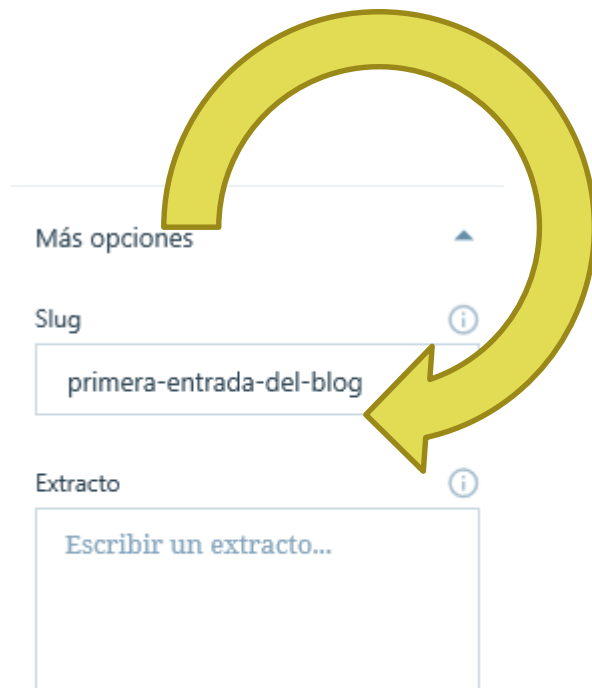 Más opciones
Slug
primera-entrada-del-blog
Extracto
Escribir un extracto...